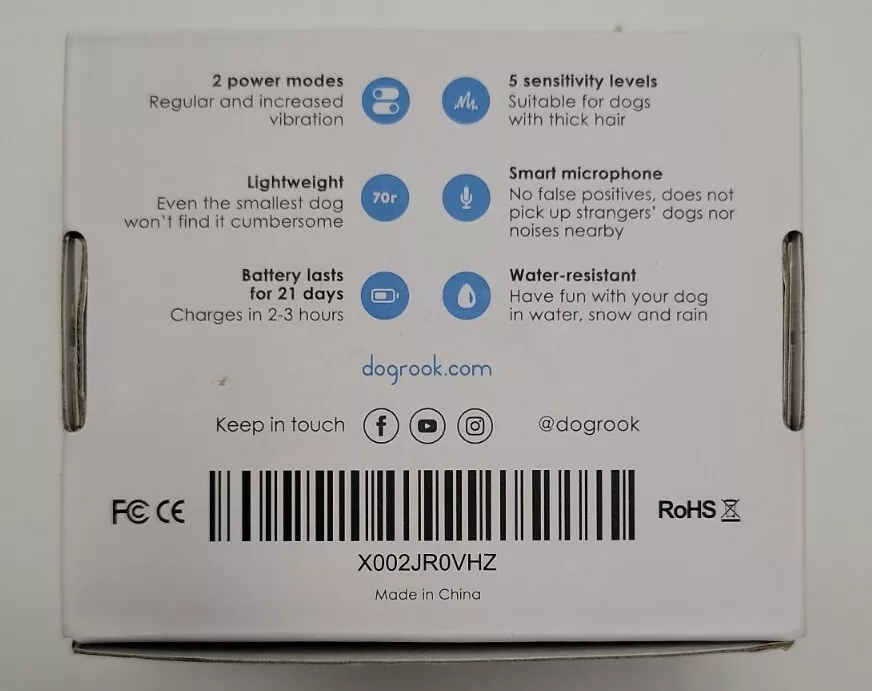 2 power modes
Regular and increased
vibration
5 sensitivity levels
Suitable for dogs
with thick hair
Lightweight
Even the smallest dog
won't find it cumbersome
70r
Smart microphone
No false positives, does not
pick up strangers' dogs nor
noises nearby
Battery lasts
for 21 days
Charges in 2-3 hours
Water-resistant
Have fun with your dog
in water, snow and rain
dogrook.com
Keep in touch @dogrook
FC CE RoHS
X002JR0VHZ
Made in China